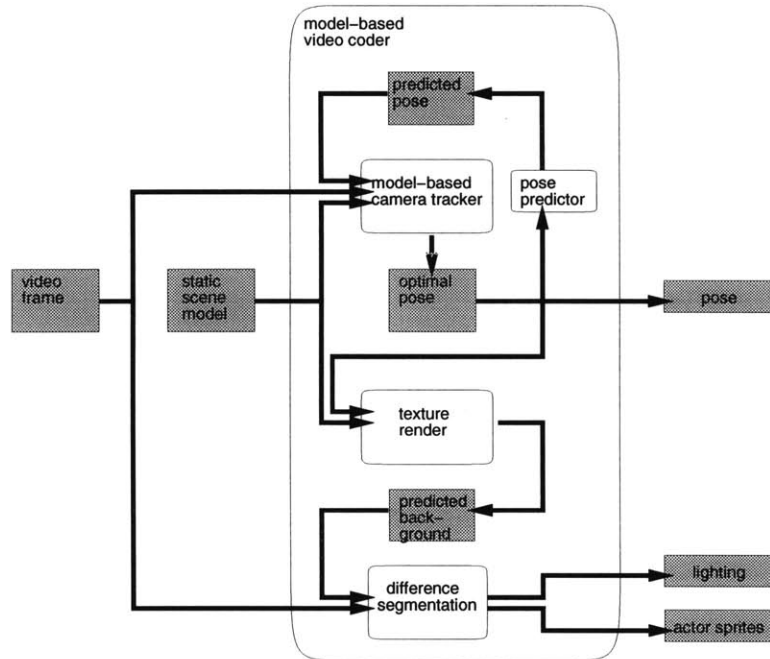 model-based
video coder
predicted
pose
model-based
camera tracker
pose
predictor
video
frame
static
scene
model
optimal
pose
pose
texture
render
predicted
back-
ground
difference
segmentation
lighting
actor sprites